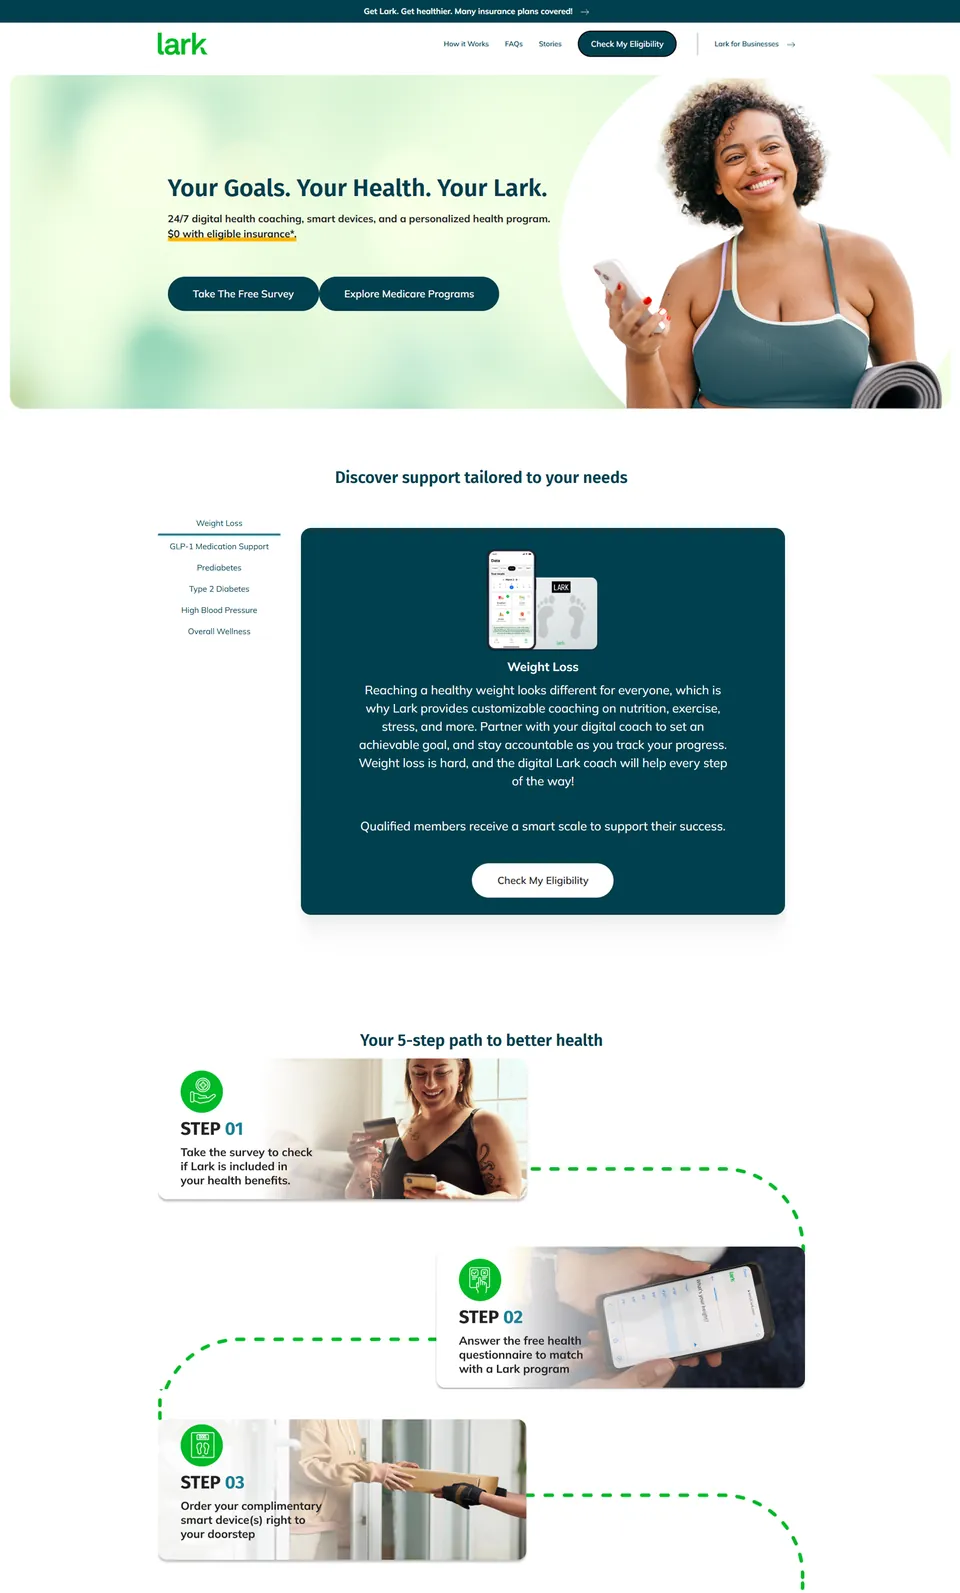 Get Lark. Get healthier. Many insurance plans covered! →
lark
How it Works
FAQs
Stories
Check My Eligibility
Lark for Businesses →
Your Goals. Your Health. Your Lark.
24/7 digital health coaching, smart devices, and a personalized health program.
$0 with eligible insurance*.
Take The Free Survey
Explore Medicare Programs
Discover support tailored to your needs
Weight Loss
GLP-1 Medication Support
Prediabetes
Type 2 Diabetes
High Blood Pressure
Overall Wellness
Data
LARK
lark
Weight Loss
Reaching a healthy weight looks different for everyone, which is
why Lark provides customizable coaching on nutrition, exercise,
stress, and more. Partner with your digital coach to set an
achievable goal, and stay accountable as you track your progress.
Weight loss is hard, and the digital Lark coach will help every step
of the way!
Qualified members receive a smart scale to support their success.
Check My Eligibility
Your 5-step path to better health
STEP 01
Take the survey to check
if Lark is included in
your health benefits.
STEP 02
Answer the free health
questionnaire to match
with a Lark program
lark
What's your height?
STEP 03
Order your complimentary
smart device(s) right to
your doorstep